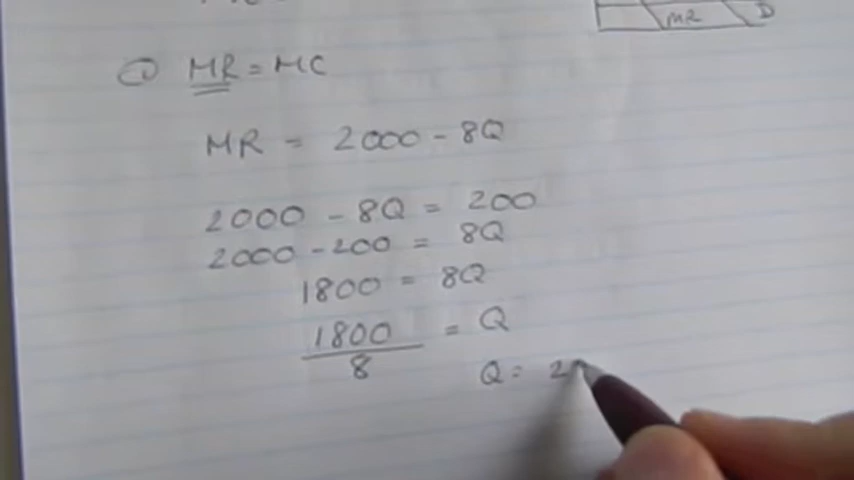 MR D
① MR = MC
MR = 2000 - 8Q
2000 - 8Q = 200
2000 - 200 = 8Q
1800 = 8Q
1800 = Q
8
Q = 2